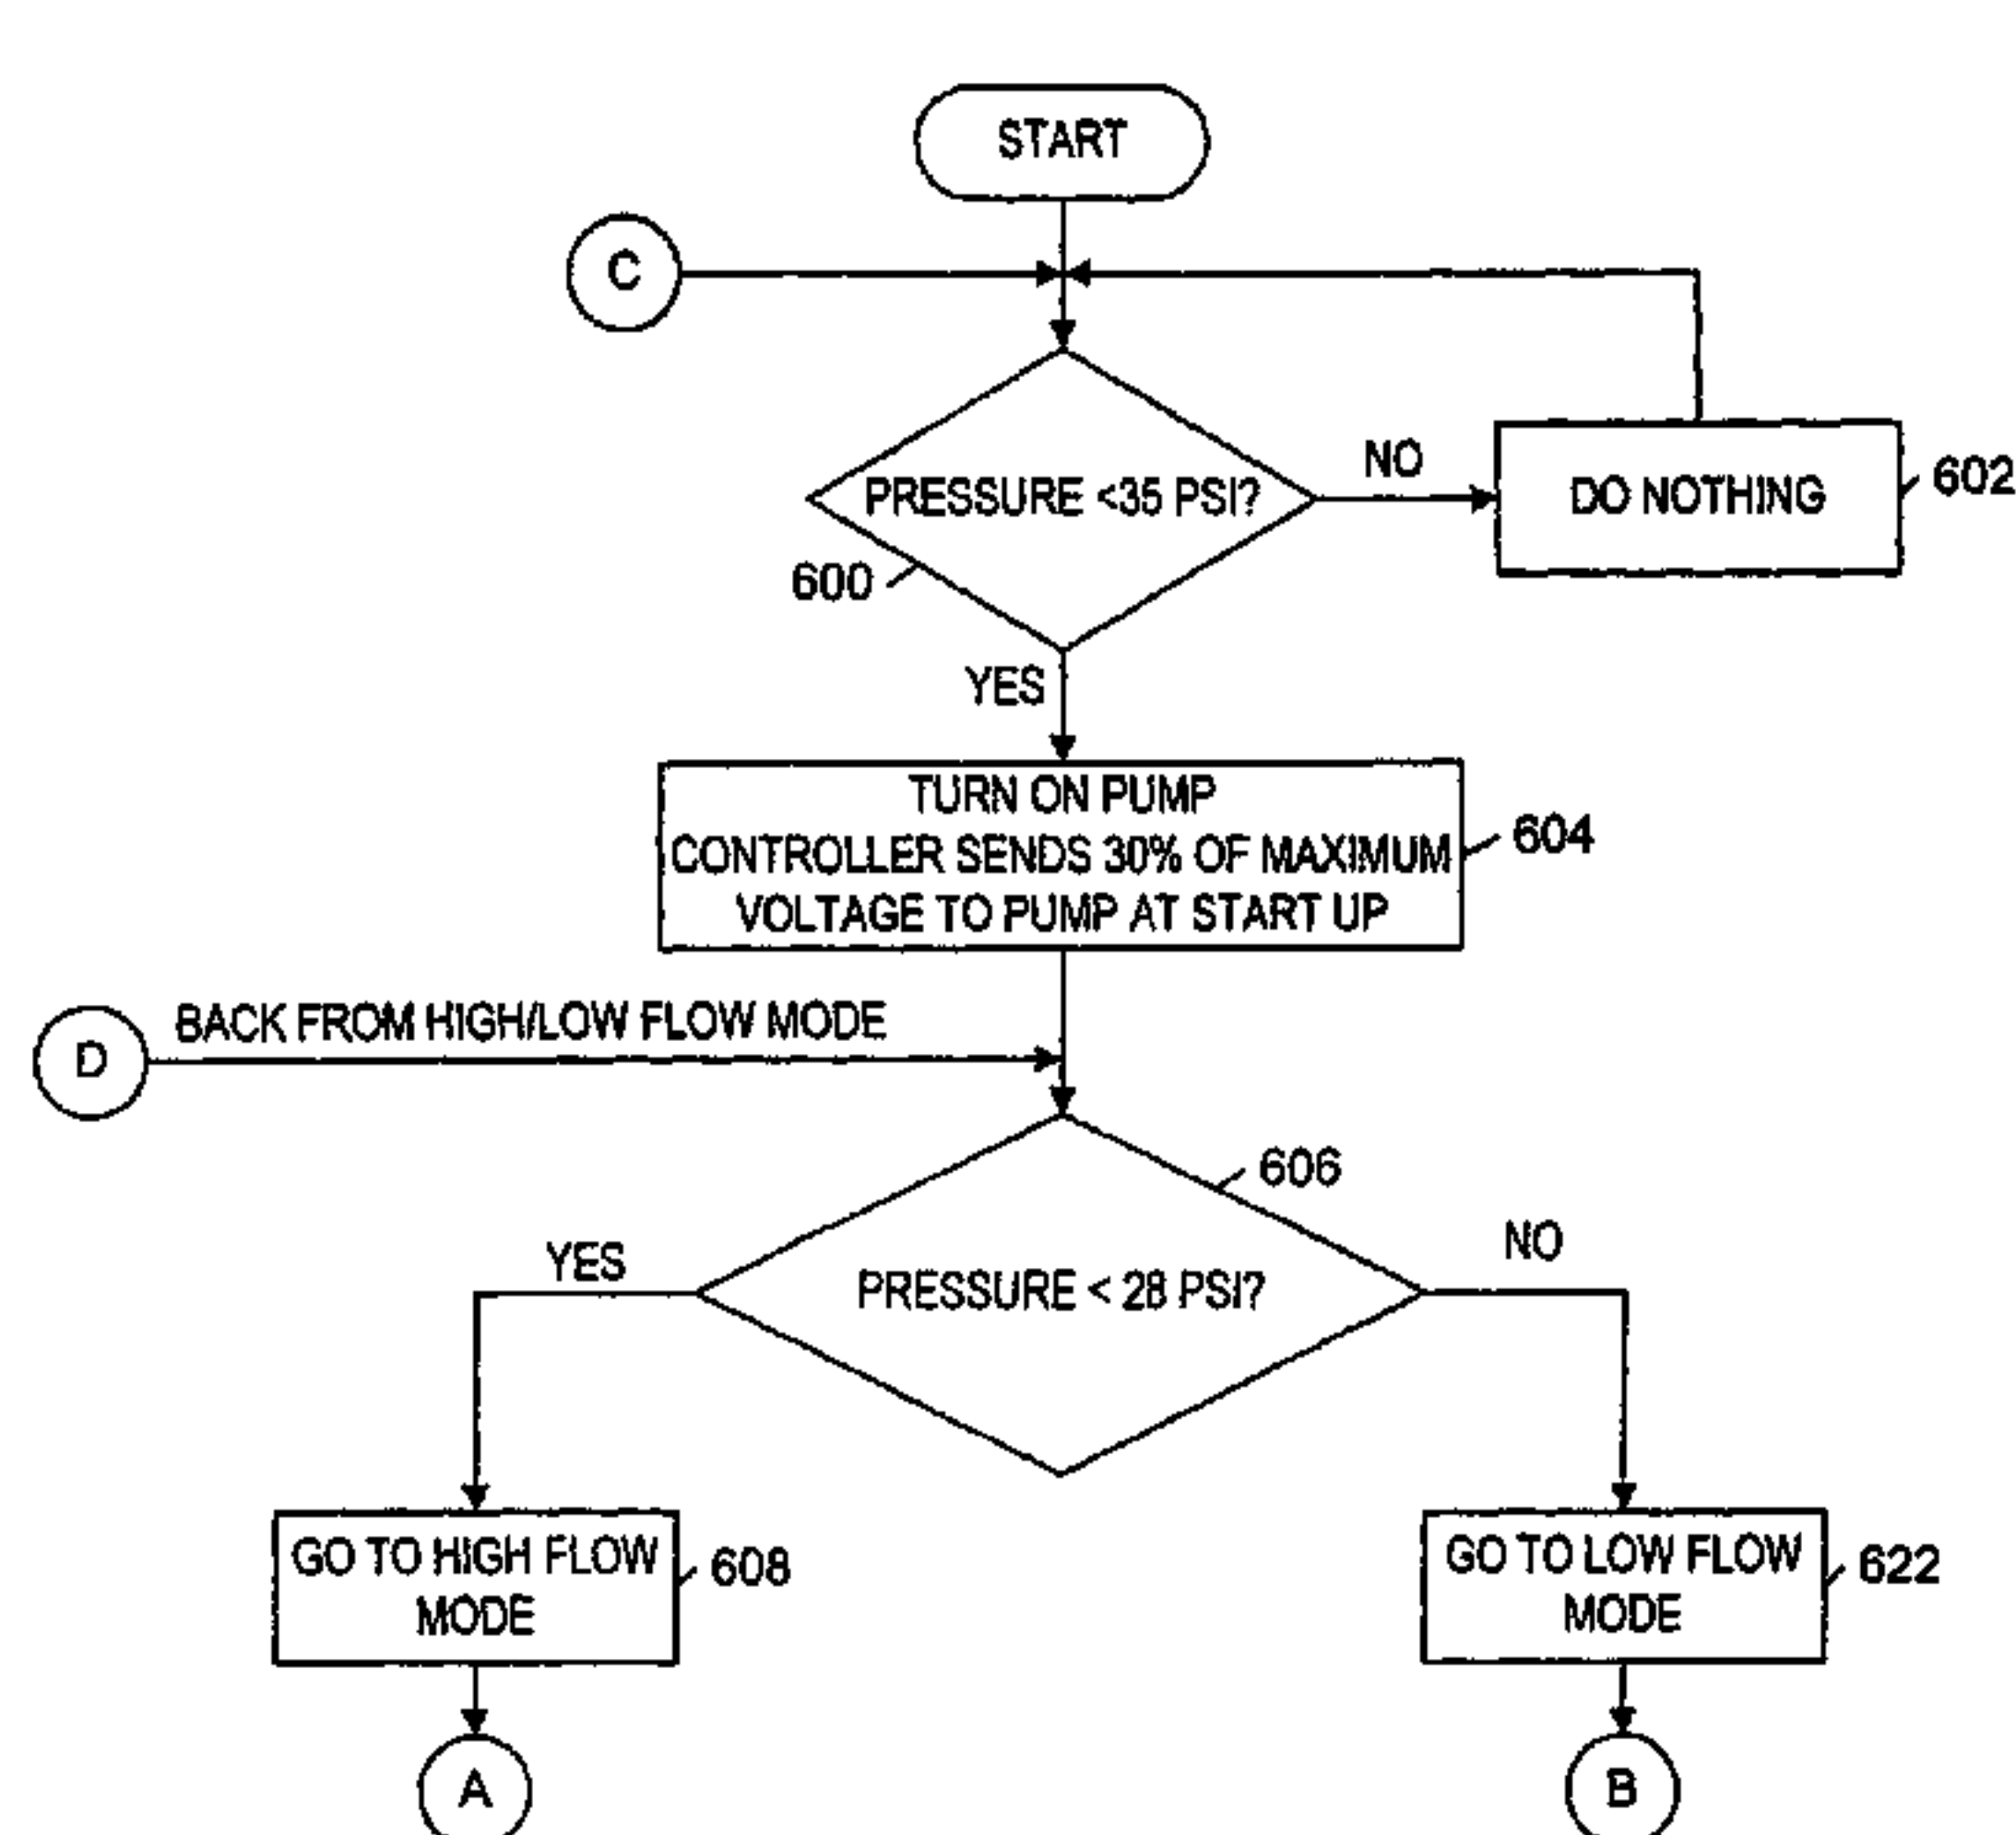 START
C
PRESSURE <35 PSI?
NO
DO NOTHING
602
600
YES
TURN ON PUMP
CONTROLLER SENDS 30% OF MAXIMUM
VOLTAGE TO PUMP AT START UP
604
D
BACK FROM HIGH/LOW FLOW MODE
606
YES
PRESSURE < 28 PSI?
NO
GO TO HIGH FLOW
MODE
608
GO TO LOW FLOW
MODE
622
A
B